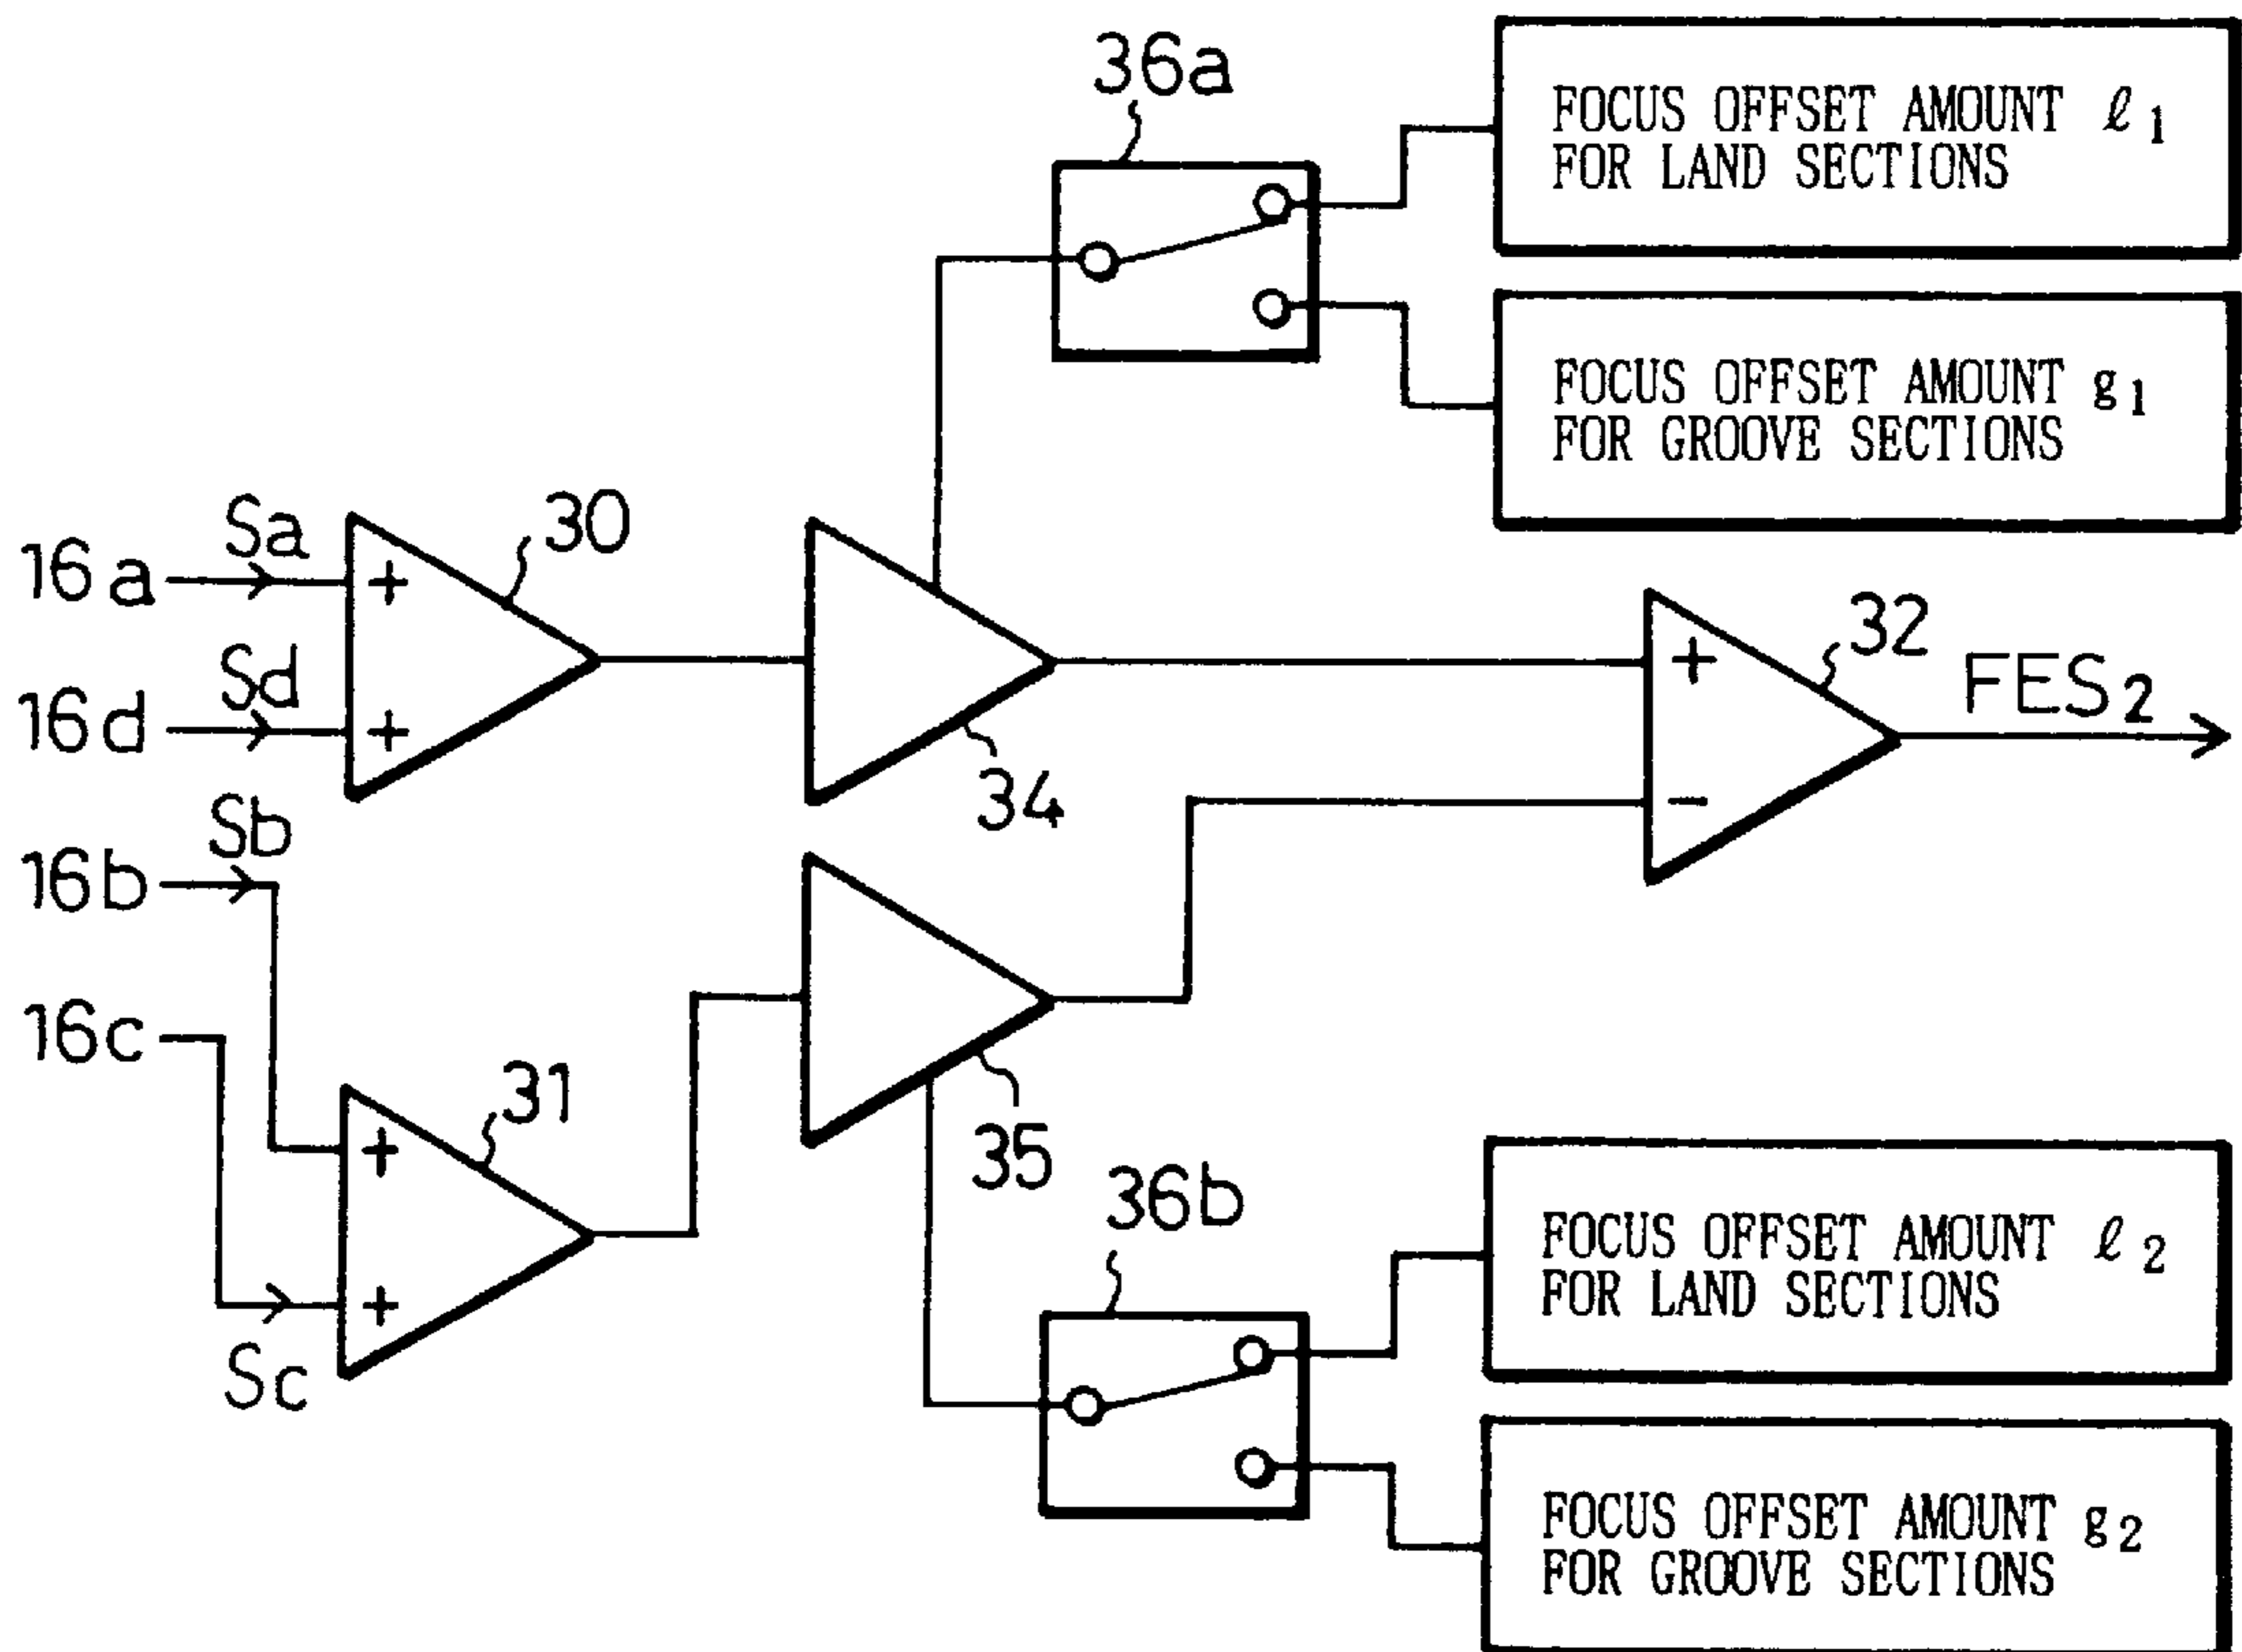 36a
FOCUS OFFSET AMOUNT ℓ1
FOR LAND SECTIONS
FOCUS OFFSET AMOUNT g1
FOR GROOVE SECTIONS
16a
Sa
+
30
16d
Sd
+
34
+
32
FES2
-
16b
Sb
16c
+
31
+
Sc
35
36b
FOCUS OFFSET AMOUNT ℓ2
FOR LAND SECTIONS
FOCUS OFFSET AMOUNT g2
FOR GROOVE SECTIONS